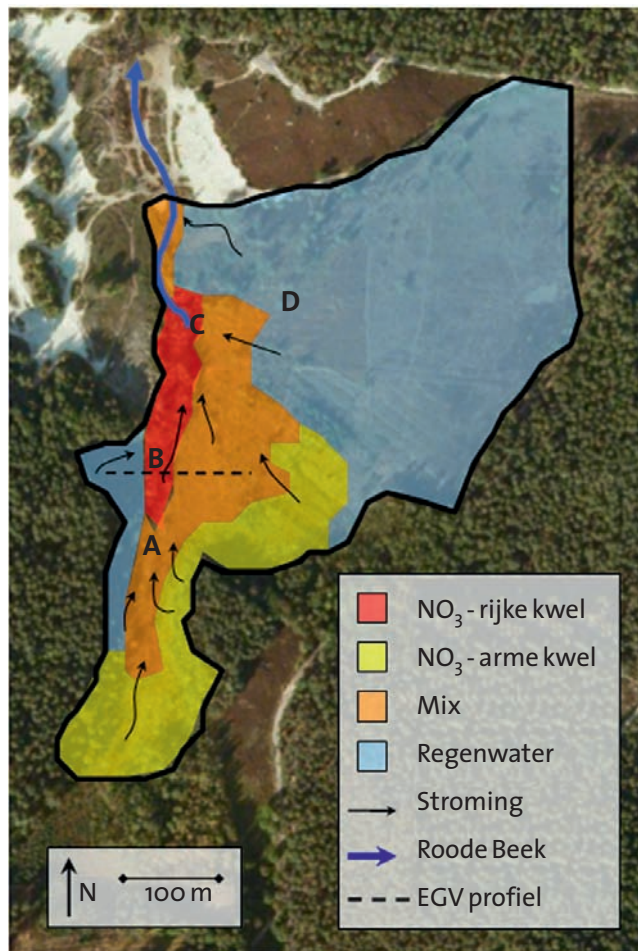 D
C
B
A
NO₃ - rijke kwel
NO₃ - arme kwel
Mix
Regenwater
Stroming
Roode Beek
EGV profiel
N
100 m